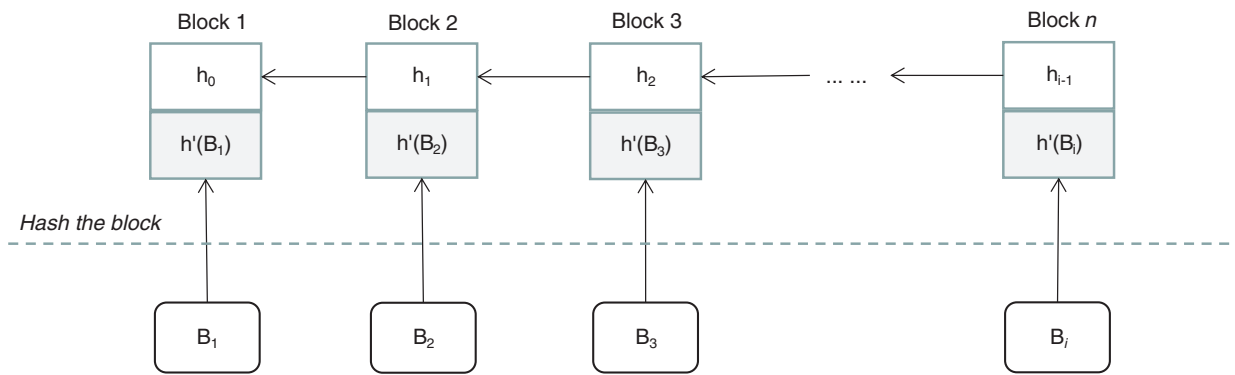 Block 1 Block 2 Block 3 Block n
h₀ h₁ h₂ ... ... hᵢ₋₁
h'(B₁) h'(B₂) h'(B₃) h'(Bᵢ)
Hash the block
B₁ B₂ B₃ Bᵢ